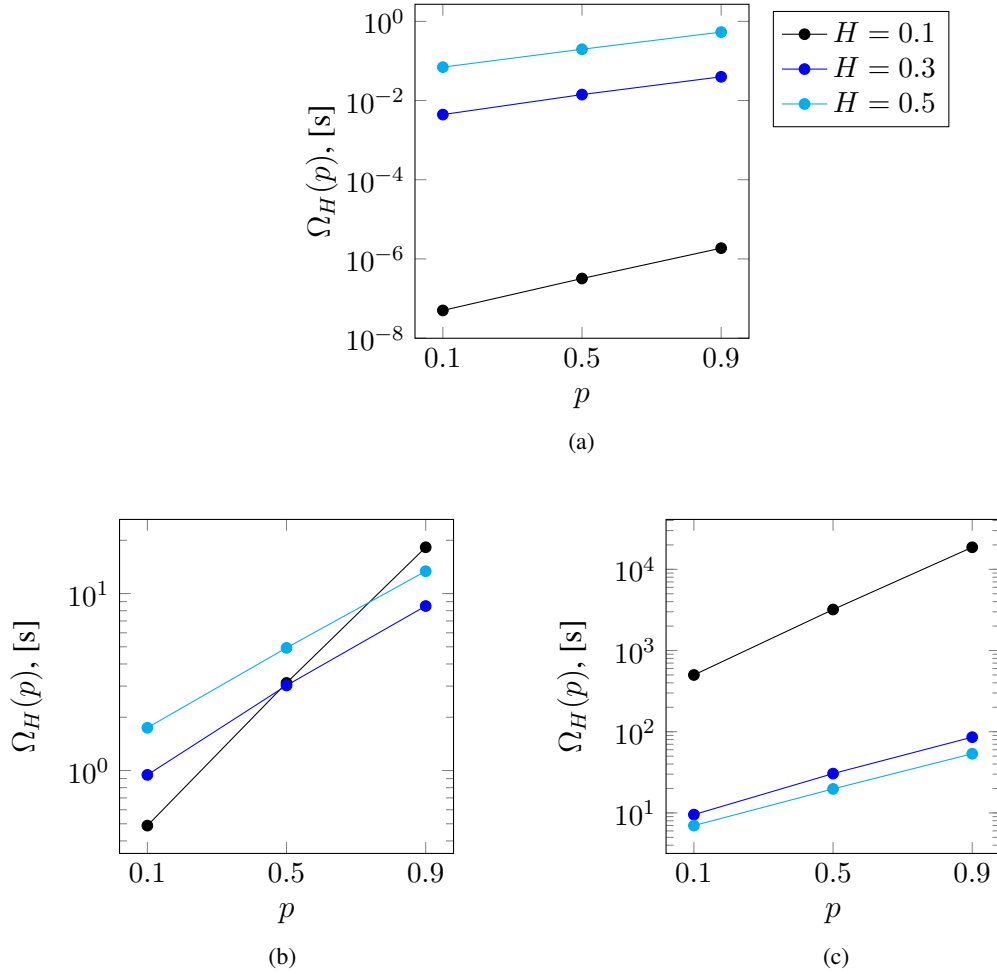 10^0
10^−2
10^−4
10^−6
10^−8
Ω_H(p), [s]
0.1 0.5 0.9
p
H = 0.1
H = 0.3
H = 0.5
(a)
10^1
10^0
Ω_H(p), [s]
0.1 0.5 0.9
p
(b)
10^4
10^3
10^2
10^1
Ω_H(p), [s]
0.1 0.5 0.9
p
(c)